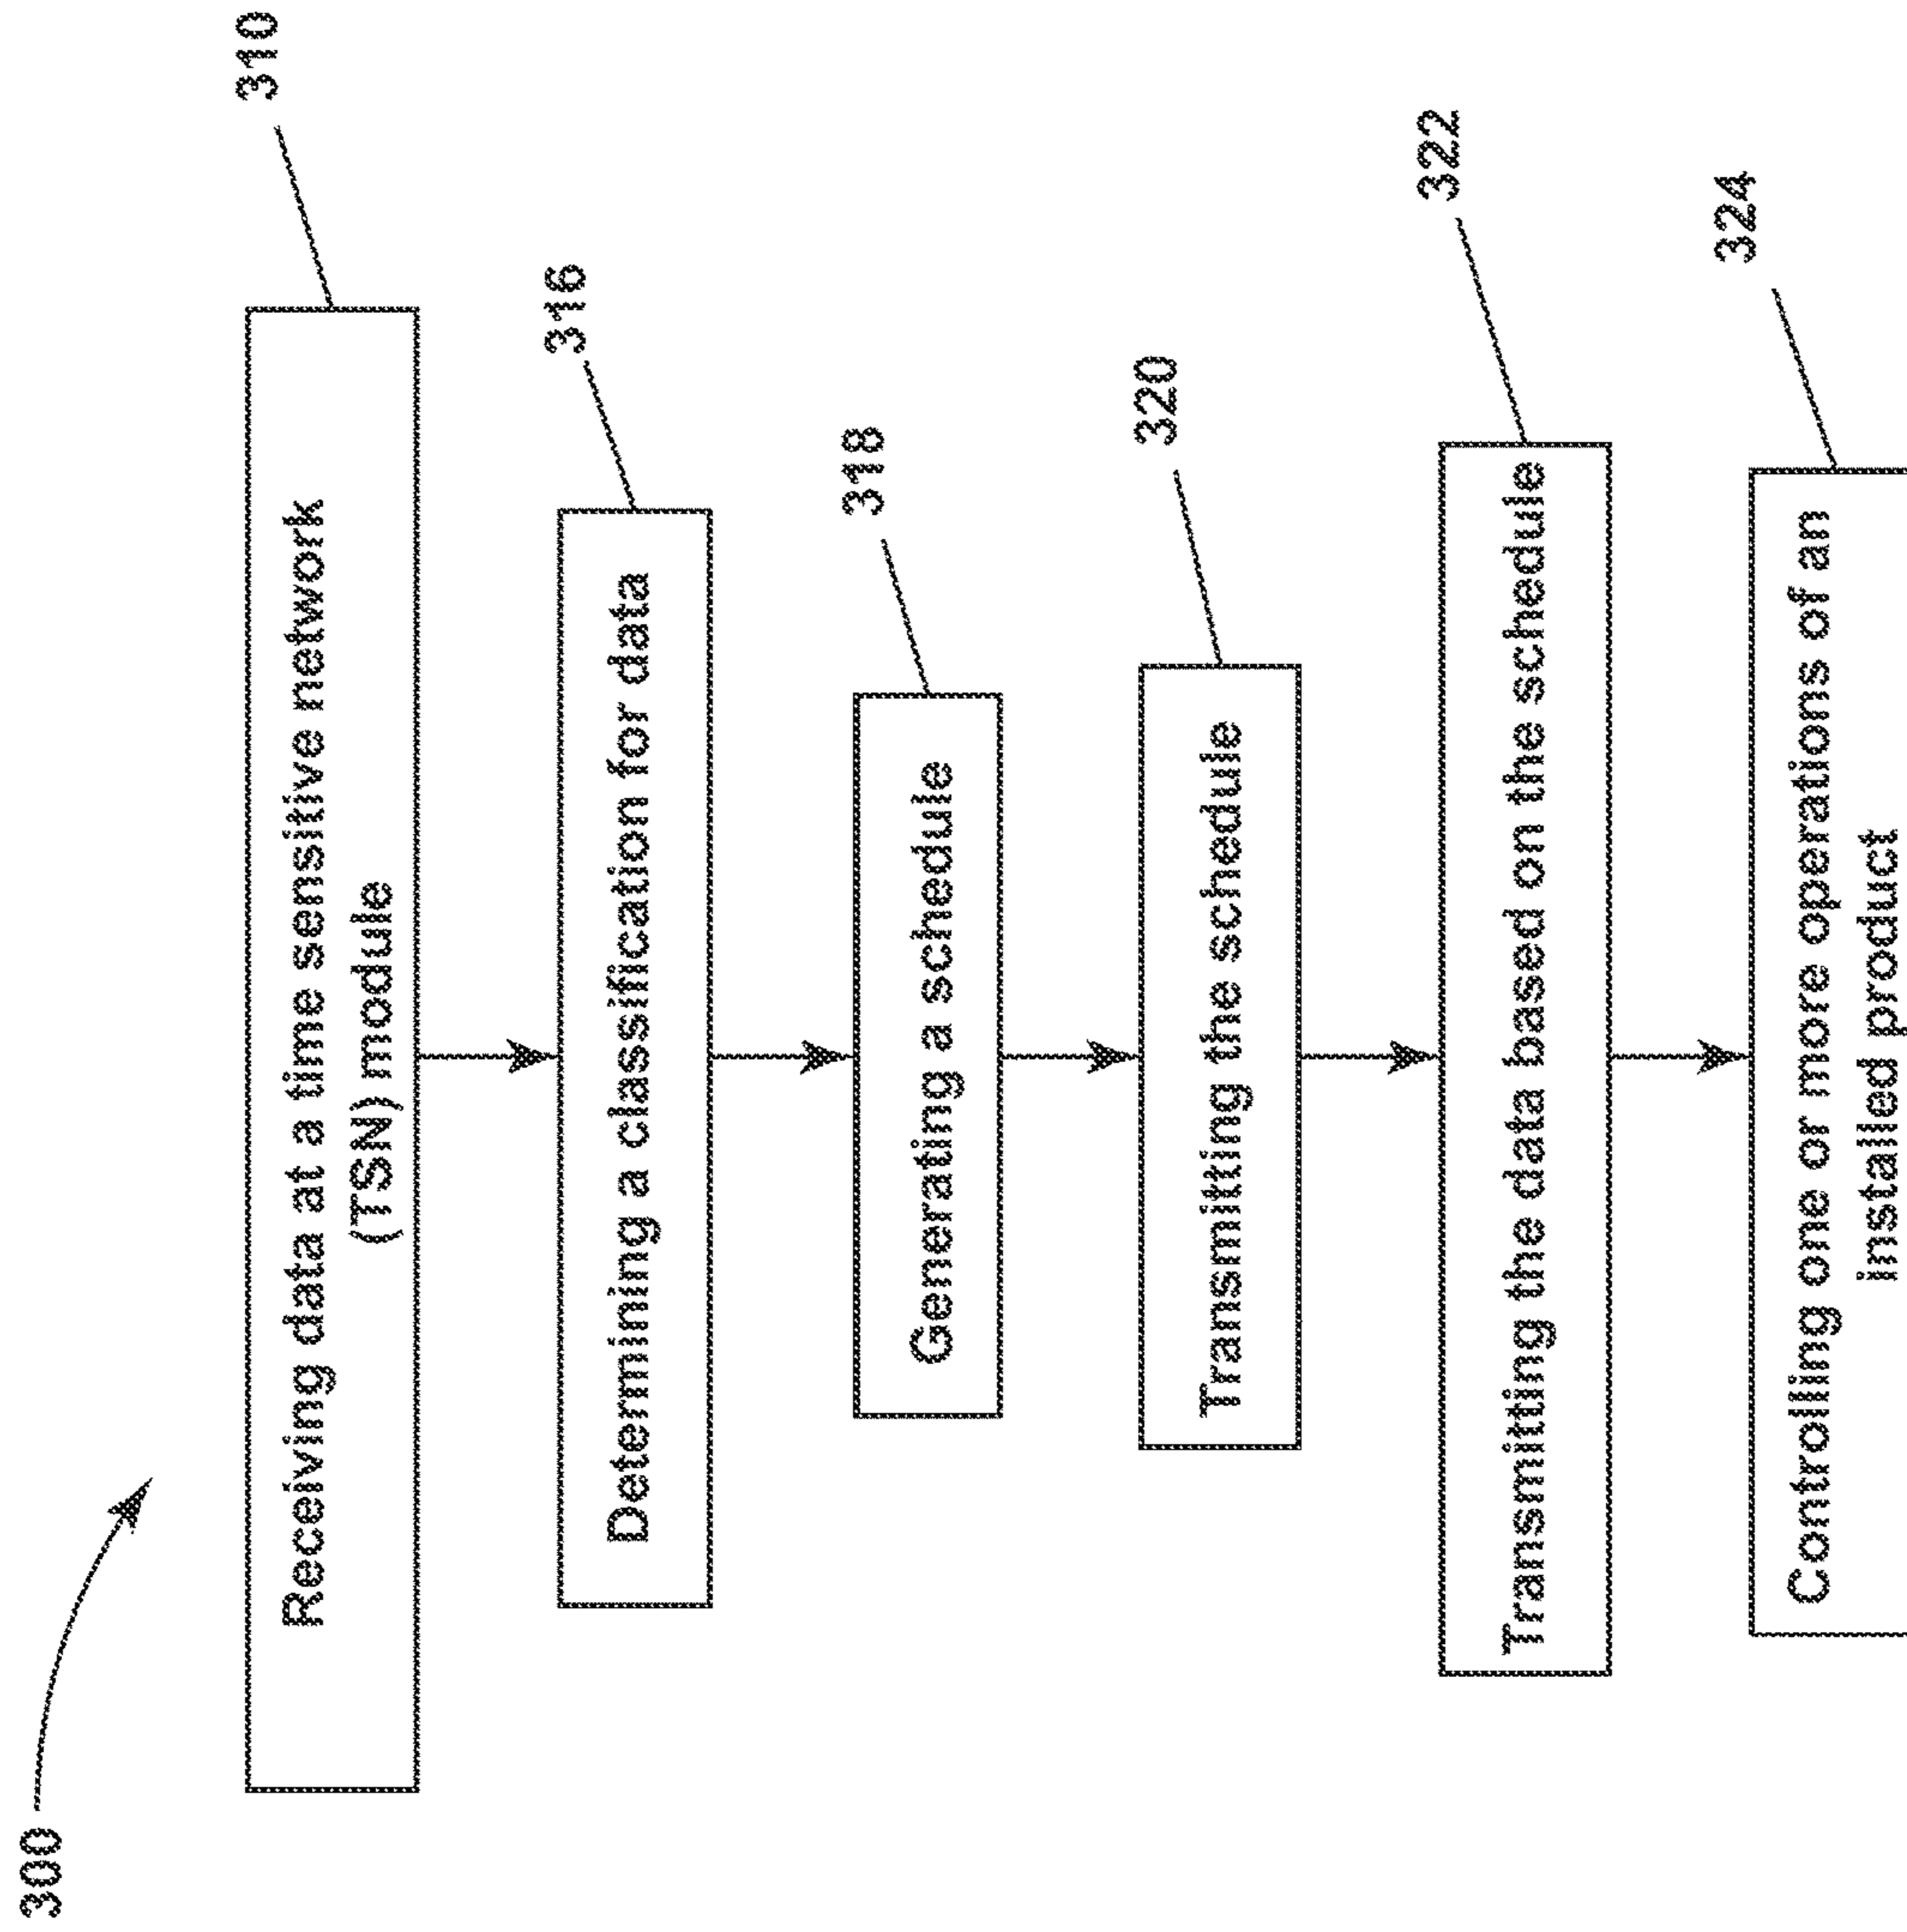 300
310
Receiving data at a time sensitive network
(TSN) module
316
Determining a classification for data
318
Generating a schedule
320
Transmitting the schedule
322
Transmitting the data based on the schedule
324
Controlling one or more operations of an
installed product